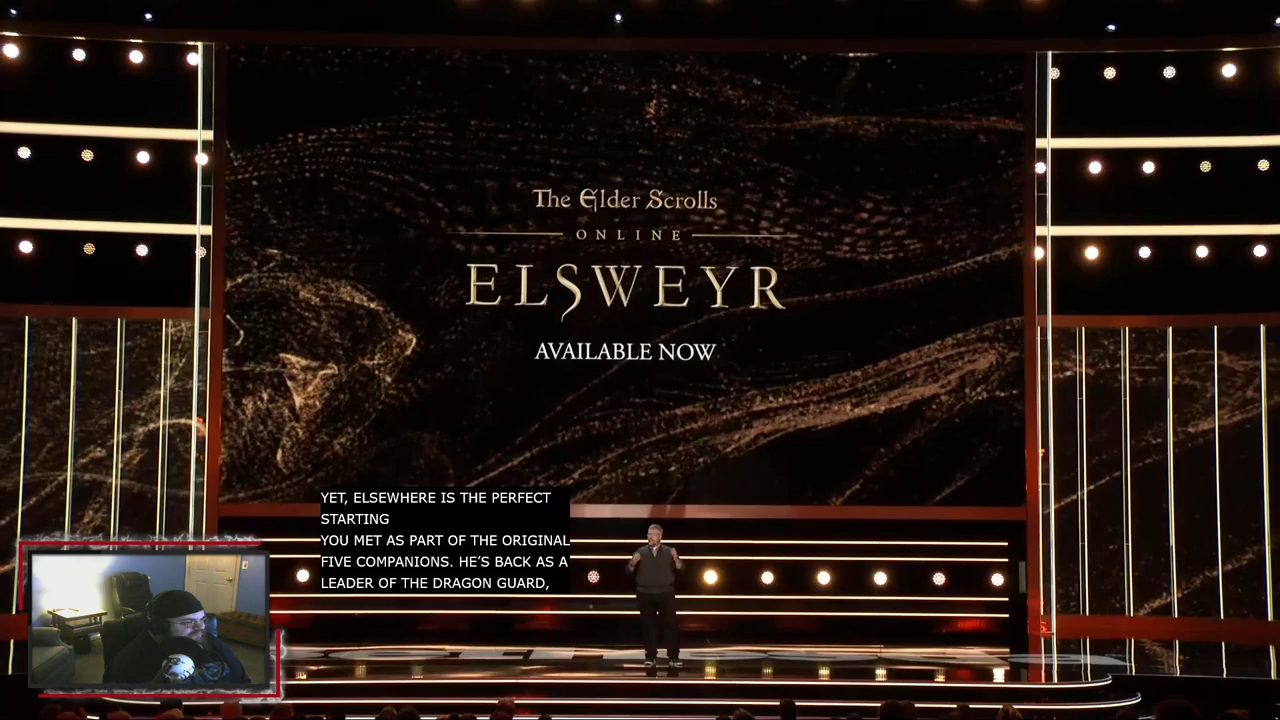 The Elder Scrolls
ONLINE
ELSWEYR
AVAILABLE NOW
YET, ELSEWHERE IS THE PERFECT
STARTING
YOU MET AS PART OF THE ORIGINAL
FIVE COMPANIONS. HE'S BACK AS A
LEADER OF THE DRAGON GUARD,